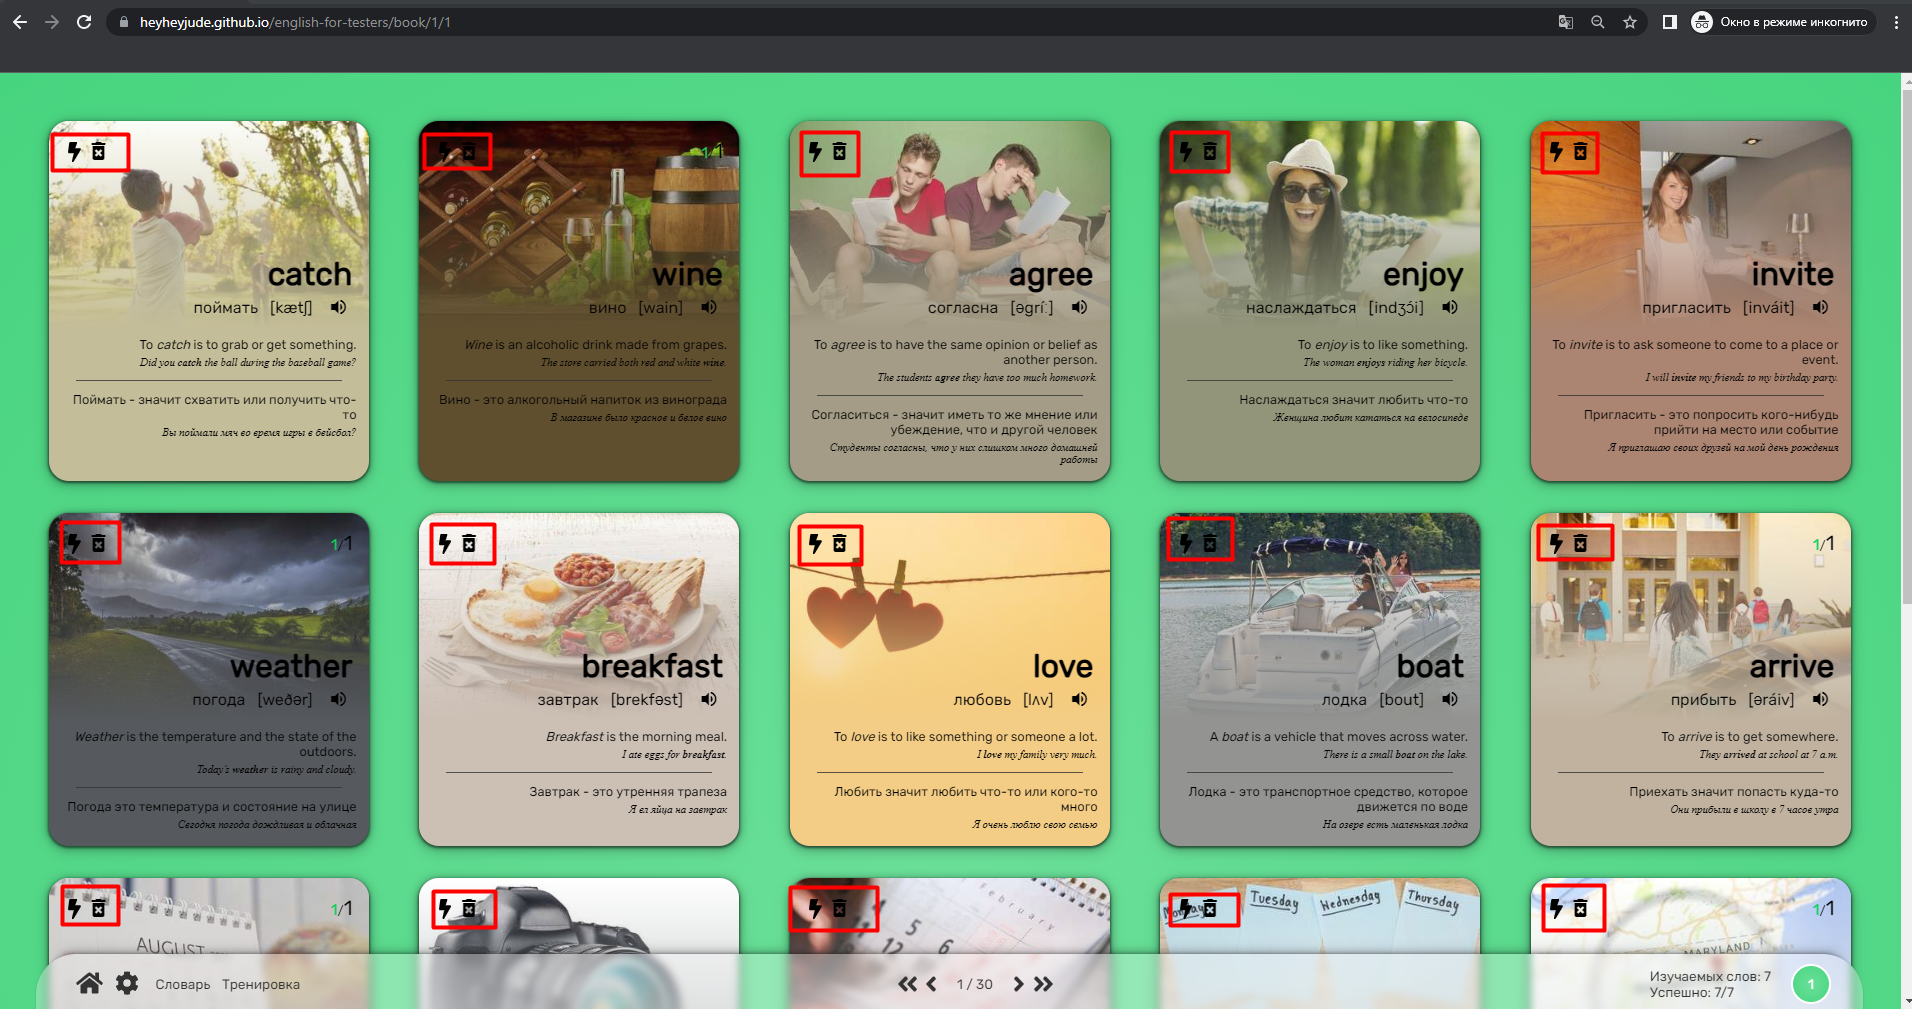 heyheyjude.github.io/english-for-testers/book/1/1
Окно в режиме инкогнито
catch
поймать [kætʃ]
To catch is to grab or get something.
Did you catch the ball during the baseball game?
Поймать - значит схватить или получить что-
то
Вы поймали мяч во время игры в бейсбол?
1/1
wine
вино [wain]
Wine is an alcoholic drink made from grapes.
The store carried both red and white wine.
Вино - это алкогольный напиток из винограда
В магазине было красное и белое вино
agree
согласна [əgríː]
To agree is to have the same opinion or belief as
another person.
The students agree they have too much homework.
Согласиться - значит иметь то же мнение или
убеждение, что и другой человек
Студенты согласны, что у них слишком много домашней
работы
enjoy
наслаждаться [indʒɔ́i]
To enjoy is to like something.
The woman enjoys riding her bicycle.
Наслаждаться значит любить что-то
Женщина любит кататься на велосипеде
invite
пригласить [inváit]
To invite is to ask someone to come to a place or
event.
I will invite my friends to my birthday party.
Пригласить - это попросить кого-нибудь
прийти на место или событие
Я приглашаю своих друзей на мой день рождения
1/1
weather
погода [weðər]
Weather is the temperature and the state of the
outdoors.
Today's weather is rainy and cloudy.
Погода это температура и состояние на улице
Сегодня погода дождливая и облачная
breakfast
завтрак [brekfəst]
Breakfast is the morning meal.
I ate eggs for breakfast.
Завтрак - это утренняя трапеза
Я ел яйца на завтрак
love
любовь [lʌv]
To love is to like something or someone a lot.
I love my family very much.
Любить значит любить что-то или кого-то
много
Я очень люблю свою семью
boat
лодка [bout]
A boat is a vehicle that moves across water.
There is a small boat on the lake.
Лодка - это транспортное средство, которое
движется по воде
На озере есть маленькая лодка
1/1
arrive
прибыть [əráiv]
To arrive is to get somewhere.
They arrived at school at 7 a.m.
Приехать значит попасть куда-то
Они прибыли в школу в 7 часов утра
1/1
AUGUST
February
5
12
6
Monday
Tuesday
Wednesday
Thursday
1/1
MARYLAND
Словарь Тренировка
1 / 30
Изучаемых слов: 7
Успешно: 7/7
1